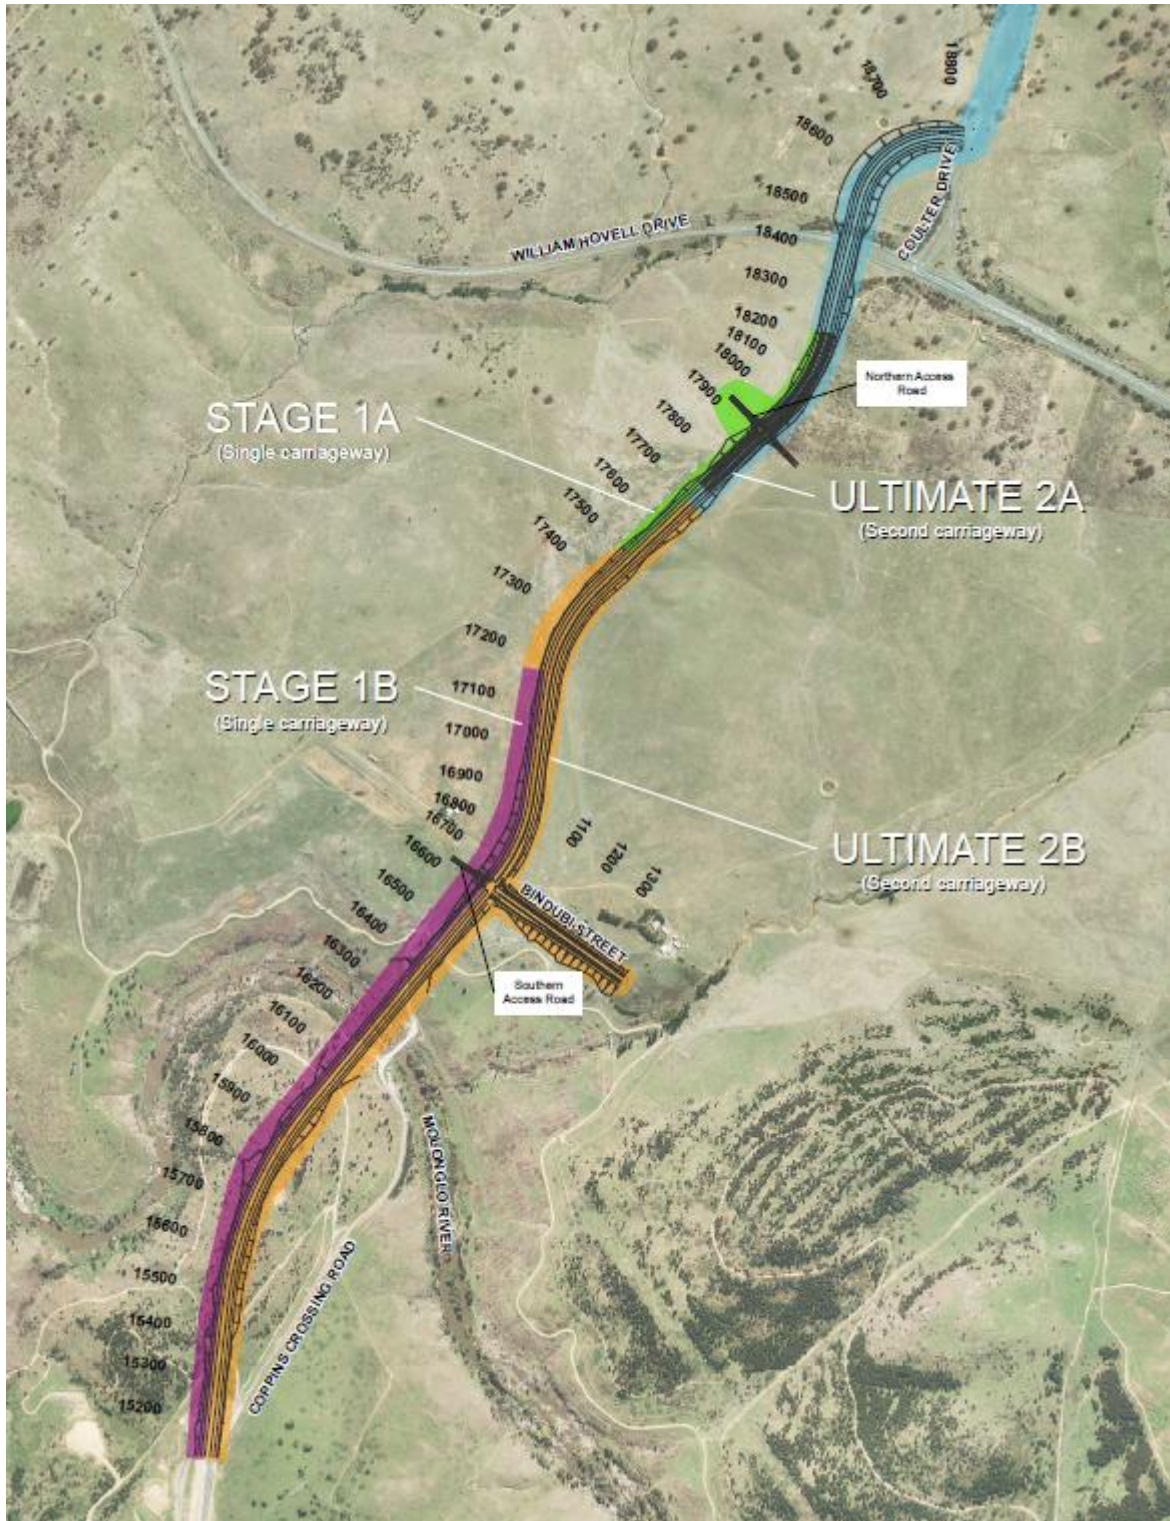 18800
18700
18600
18500
WILLIAM HOVELL DRIVE
18400
COULTER DRIVE
18300
18200
18100
18000
Northern Access
Road
17900
17800
STAGE 1A
(Single carriageway)
17700
17600
ULTIMATE 2A
(Second carriageway)
17500
17400
17300
17200
STAGE 1B
(Single carriageway)
17100
17000
16900
16800
16700
1100
1200
1300
ULTIMATE 2B
(Second carriageway)
16600
16500
BINDUBI STREET
16400
16300
Southern
Access Road
16200
16100
16000
15900
15800
MOLONGLO RIVER
15700
15600
15500
COPPINS CROSSING ROAD
15400
15300
15200